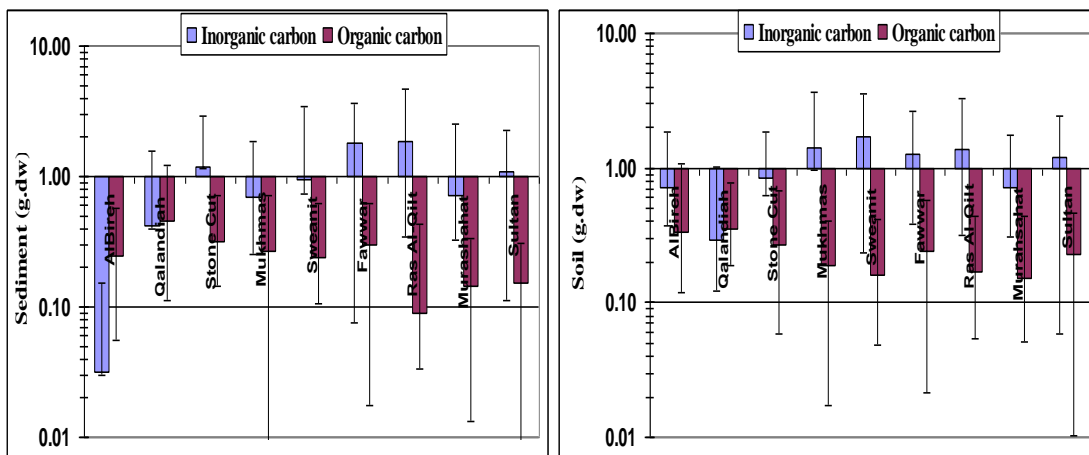 Inorganic carbon Organic carbon
Sediment (g.dw)
10.00
1.00
0.10
0.01
AlBireh
Qalandiah
Stone Cut
Mukhmas
Sweanit
Fawwar
Ras Al Qilt
Murashahat
Sultan
Inorganic carbon Organic carbon
Soil (g.dw)
10.00
1.00
0.10
0.01
AlBireh
Qalandiah
Stone Cut
Mukhmas
Sweanit
Fawwar
Ras Al Qilt
Murahsahat
Sultan